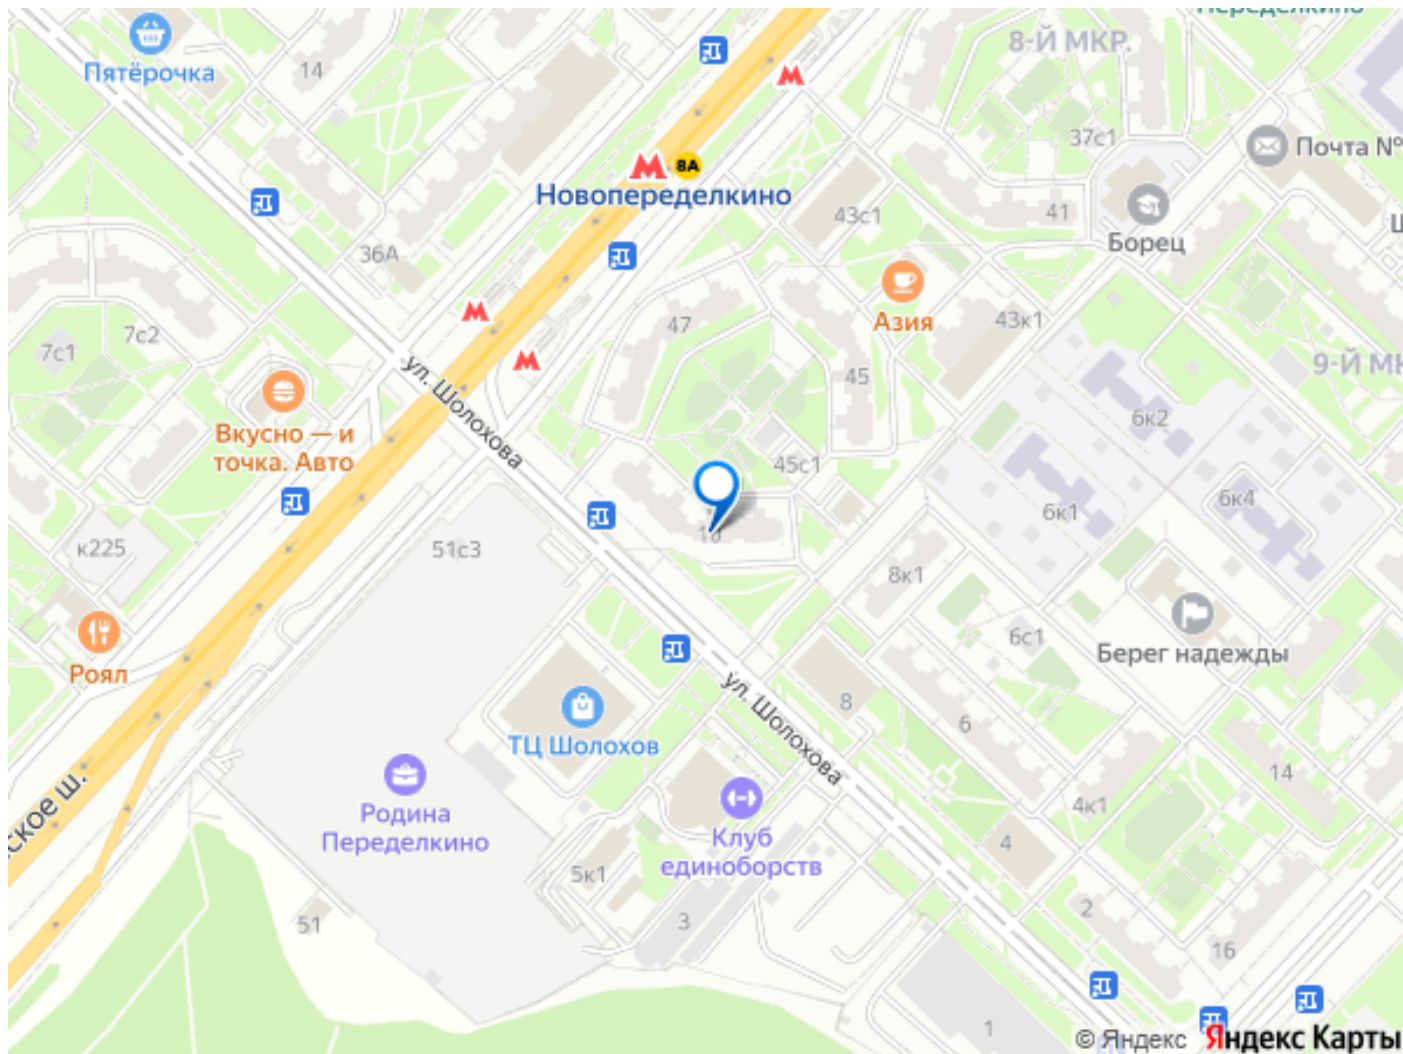 8-Й МКР.
Пятёрочка
14
37с1
Почта №
8А
Новопеределкино
43с1
41
Борец
36А
Азия
43к1
7с2
7с1
47
45
9-Й МК
ул. Шолохова
6к2
Вкусно — и
точка. Авто
45с1
6к4
6к1
к225
51с3
8к1
6с1
Берег надежды
Роял
8
ул. Шолохова
6
ТЦ Шолохов
14
ское ш.
Родина
Переделкино
4к1
Клуб
единоборств
4
5к1
2
51
3
16
1
© Яндекс Яндекс Карты